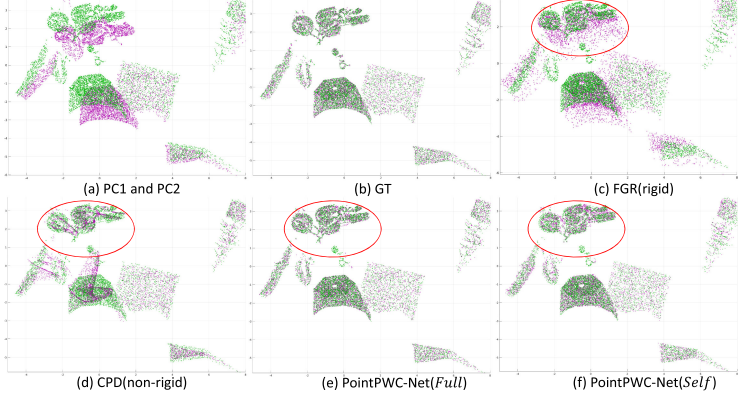 (a) PC1 and PC2
(b) GT
(c) FGR(rigid)
(d) CPD(non-rigid)
(e) PointPWC-Net(Full)
(f) PointPWC-Net(Self)